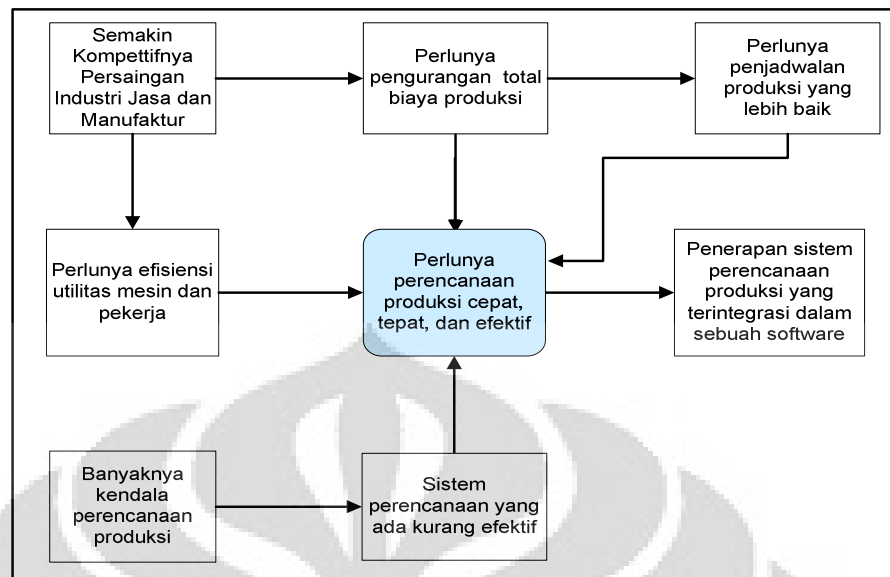 Semakin
Kompettifnya
Persaingan
Industri Jasa dan
Manufaktur
Perlunya
pengurangan total
biaya produksi
Perlunya
penjadwalan
produksi yang
lebih baik
Perlunya efisiensi
utilitas mesin dan
pekerja
Perlunya
perencanaan
produksi cepat,
tepat, dan efektif
Penerapan sistem
perencanaan
produksi yang
terintegrasi dalam
sebuah software
Banyaknya
kendala
perencanaan
produksi
Sistem
perencanaan yang
ada kurang efektif